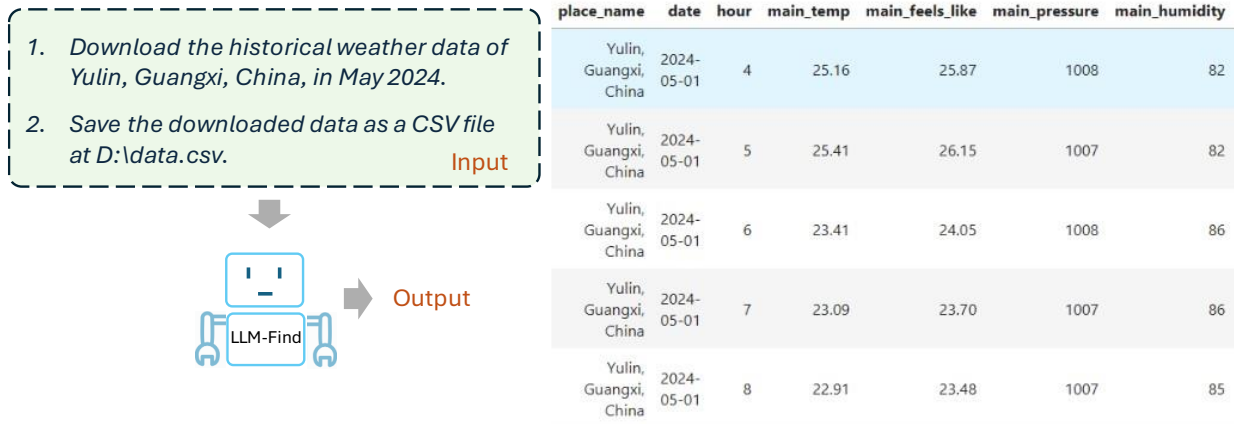 1. Download the historical weather data of
Yulin, Guangxi, China, in May 2024.
2. Save the downloaded data as a CSV file
at D:\data.csv.
Input
LLM-Find
Output
place_name date hour main_temp main_feels_like main_pressure main_humidity
Yulin,
Guangxi,
China
2024-
05-01
4 25.16 25.87 1008 82
Yulin,
Guangxi,
China
2024-
05-01
5 25.41 26.15 1007 82
Yulin,
Guangxi,
China
2024-
05-01
6 23.41 24.05 1008 86
Yulin,
Guangxi,
China
2024-
05-01
7 23.09 23.70 1007 86
Yulin,
Guangxi,
China
2024-
05-01
8 22.91 23.48 1007 85